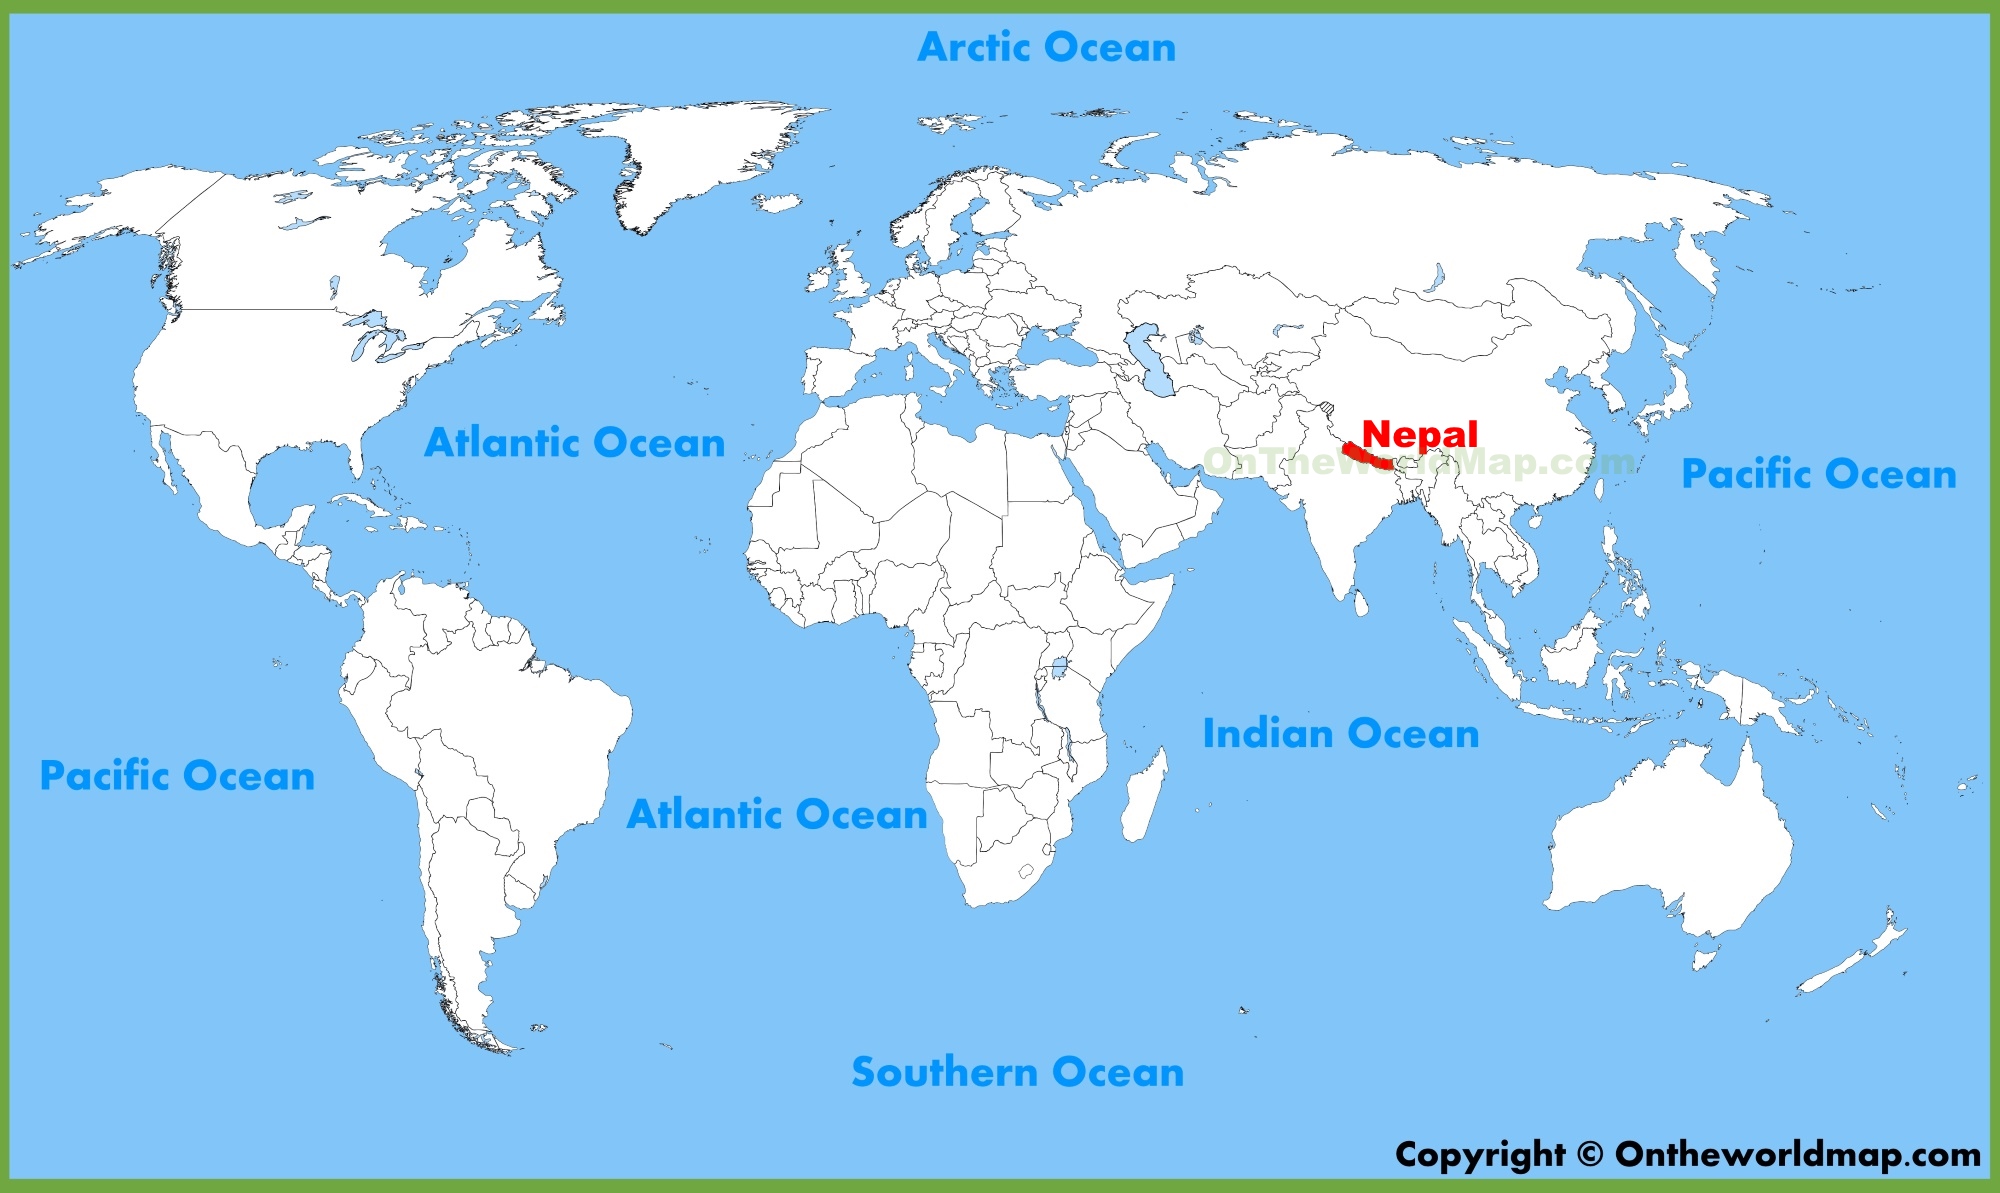 Arctic Ocean
Nepal
Atlantic Ocean
OnTheWorldMap.com
Pacific Ocean
Indian Ocean
Pacific Ocean
Atlantic Ocean
Southern Ocean
Copyright © Ontheworldmap.com